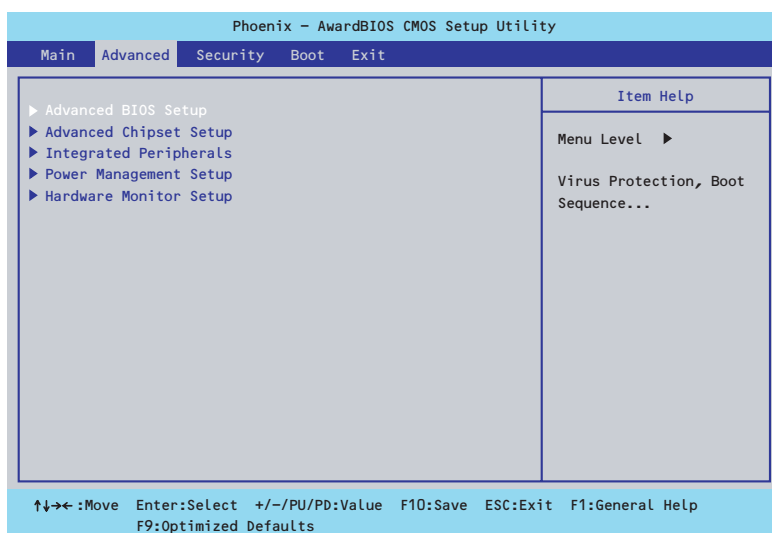 Phoenix - AwardBIOS CMOS Setup Utility
Main Advanced Security Boot Exit
▶ Advanced BIOS Setup
▶ Advanced Chipset Setup
▶ Integrated Peripherals
▶ Power Management Setup
▶ Hardware Monitor Setup
Item Help
Menu Level ▶
Virus Protection, Boot
Sequence...
↑↓→←:Move Enter:Select +/-/PU/PD:Value F10:Save ESC:Exit F1:General Help
F9:Optimized Defaults